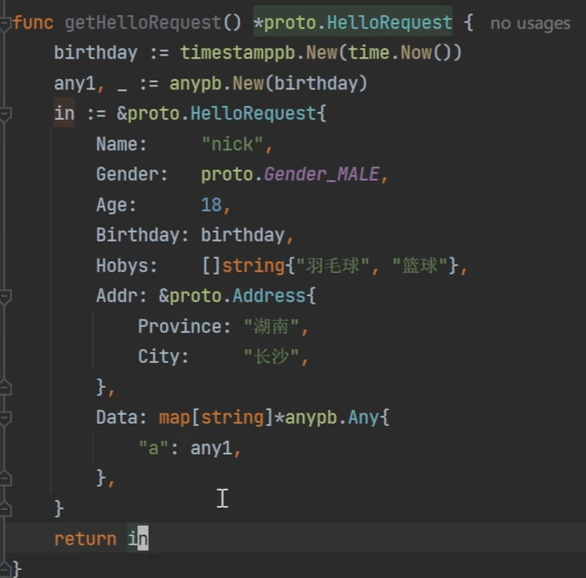 func getHelloRequest() *proto.HelloRequest { no usages
    birthday := timestamppb.New(time.Now())
    any1, _ := anypb.New(birthday)
    in := &proto.HelloRequest{
        Name:     "nick",
        Gender:   proto.Gender_MALE,
        Age:      18,
        Birthday: birthday,
        Hobys:    []string{"羽毛球", "篮球"},
        Addr: &proto.Address{
            Province: "湖南",
            City:     "长沙",
        },
        Data: map[string]*anypb.Any{
            "a": any1,
        },
    }
    return in
}